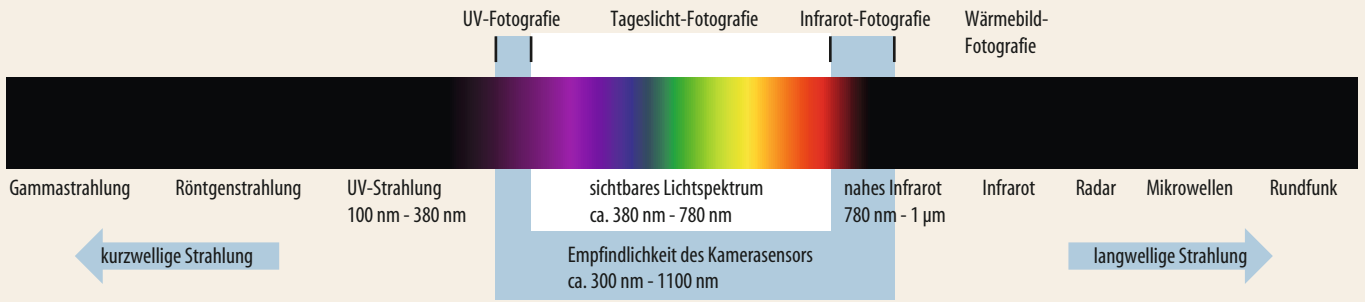 UV-Fotografie
Tageslicht-Fotografie
Infrarot-Fotografie
Wärmebild-
Fotografie
Gammastrahlung
Röntgenstrahlung
UV-Strahlung
100 nm - 380 nm
sichtbares Lichtspektrum
ca. 380 nm - 780 nm
nahes Infrarot
780 nm - 1 µm
Infrarot
Radar
Mikrowellen
Rundfunk
kurzwellige Strahlung
Empfindlichkeit des Kamerasensors
ca. 300 nm - 1100 nm
langwellige Strahlung